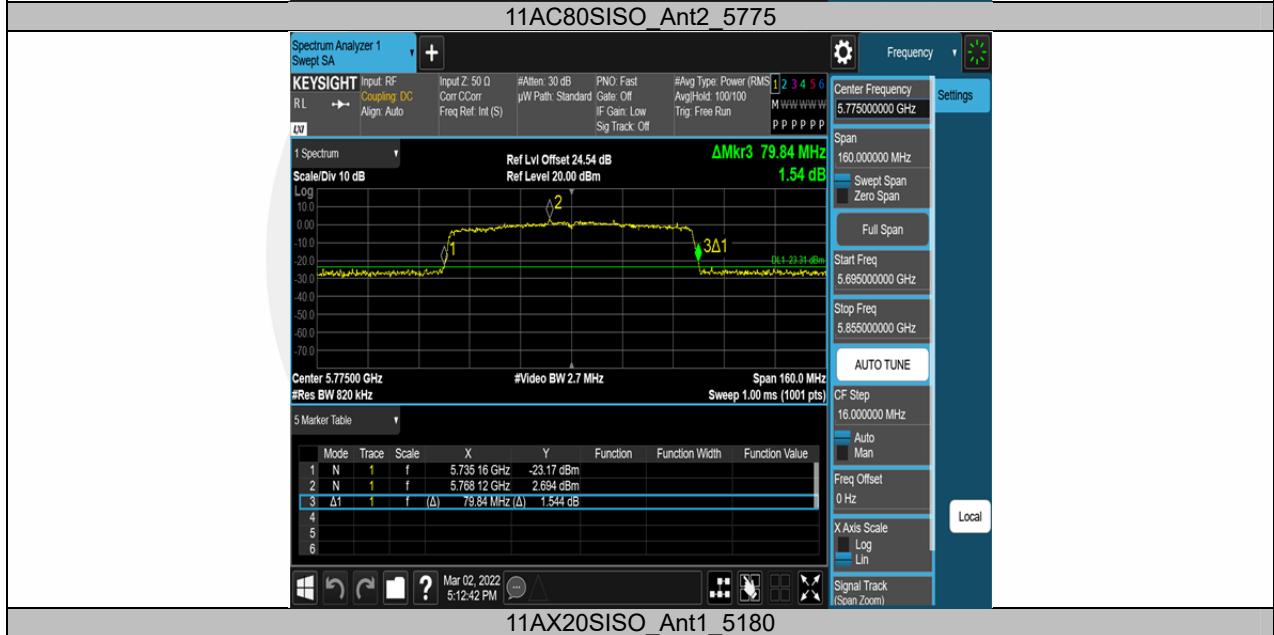 11AC80SISO_Ant2_5775
Spectrum Analyzer 1
Swept SA
+
Frequency
KEYSIGHT Input: RF Input Z: 50 Ω #Atten: 30 dB PNO: Fast #Avg Type: Power (RMS 1 2 3 4 5 6
RL Coupling: DC Corr CCorr µW Path: Standard Gate: Off Avg|Hold: 100/100 M W W W W W
Align: Auto Freq Ref: Int (S) IF Gain: Low Trig: Free Run
LXI Sig Track: Off P P P P P P
Center Frequency
5.775000000 GHz
Settings
Span
160.000000 MHz
Swept Span
Zero Span
Full Span
Start Freq
5.695000000 GHz
Stop Freq
5.855000000 GHz
AUTO TUNE
CF Step
16.000000 MHz
Auto
Man
Freq Offset
0 Hz
X Axis Scale
Log
Lin
Local
Signal Track
(Span Zoom)
1 Spectrum
Ref Lvl Offset 24.54 dB ΔMkr3 79.84 MHz
Scale/Div 10 dB Ref Level 20.00 dBm 1.54 dB
Log
10.0
0.00
-10.0
-20.0
-30.0
-40.0
-50.0
-60.0
-70.0
2
1
3Δ1
DL1 -23.31 dBm
Center 5.77500 GHz #Video BW 2.7 MHz Span 160.0 MHz
#Res BW 820 kHz Sweep 1.00 ms (1001 pts)
5 Marker Table
Mode Trace Scale X Y Function Function Width Function Value
1 N 1 f 5.735 16 GHz -23.17 dBm
2 N 1 f 5.768 12 GHz 2.694 dBm
3 Δ1 1 f (Δ) 79.84 MHz (Δ) 1.544 dB
4
5
6
?
Mar 02, 2022
5:12:42 PM
11AX20SISO_Ant1_5180